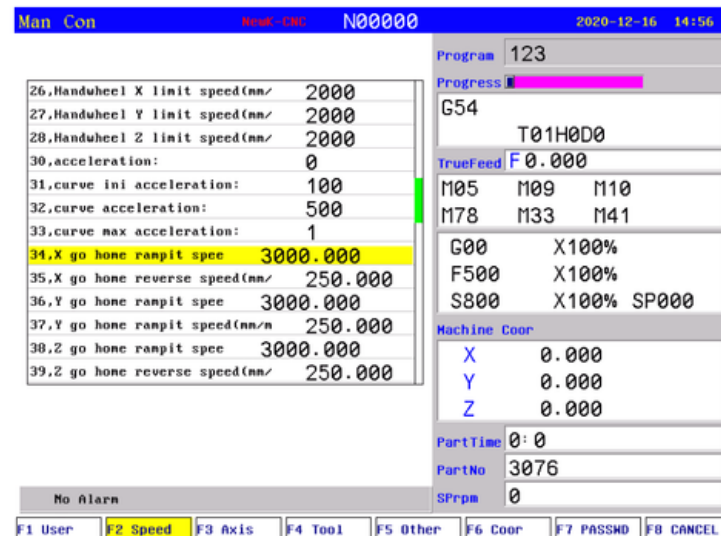 Man Con NewK-CNC N00000 2020-12-16 14:56
Program 123
Progress
26,Handwheel X limit speed(mm/ 2000
27,Handwheel Y limit speed(mm/ 2000
28,Handwheel Z limit speed(mm/ 2000
30,acceleration: 0
31,curve ini acceleration: 100
32,curve acceleration: 500
33,curve max acceleration: 1
34,X go home rampit spee 3000.000
35,X go home reverse speed(mm/ 250.000
36,Y go home rampit spee 3000.000
37,Y go home rampit speed(mm/m 250.000
38,Z go home rampit spee 3000.000
39,Z go home reverse speed(mm/ 250.000
G54
T01H0D0
TrueFeed F 0.000
M05 M09 M10
M78 M33 M41
G00 X100%
F500 X100%
S800 X100% SP000
Machine Coor
X 0.000
Y 0.000
Z 0.000
PartTime 0: 0
PartNo 3076
SPrpm 0
No Alarm
F1 User F2 Speed F3 Axis F4 Tool F5 Other F6 Coor F7 PASSWD F8 CANCEL